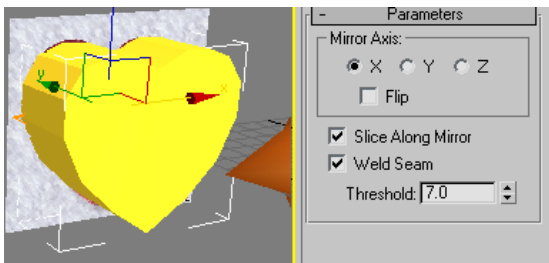 - Parameters
Mirror Axis:
X Y Z
Flip
Slice Along Mirror
Weld Seam
Threshold: 7.0
y
x